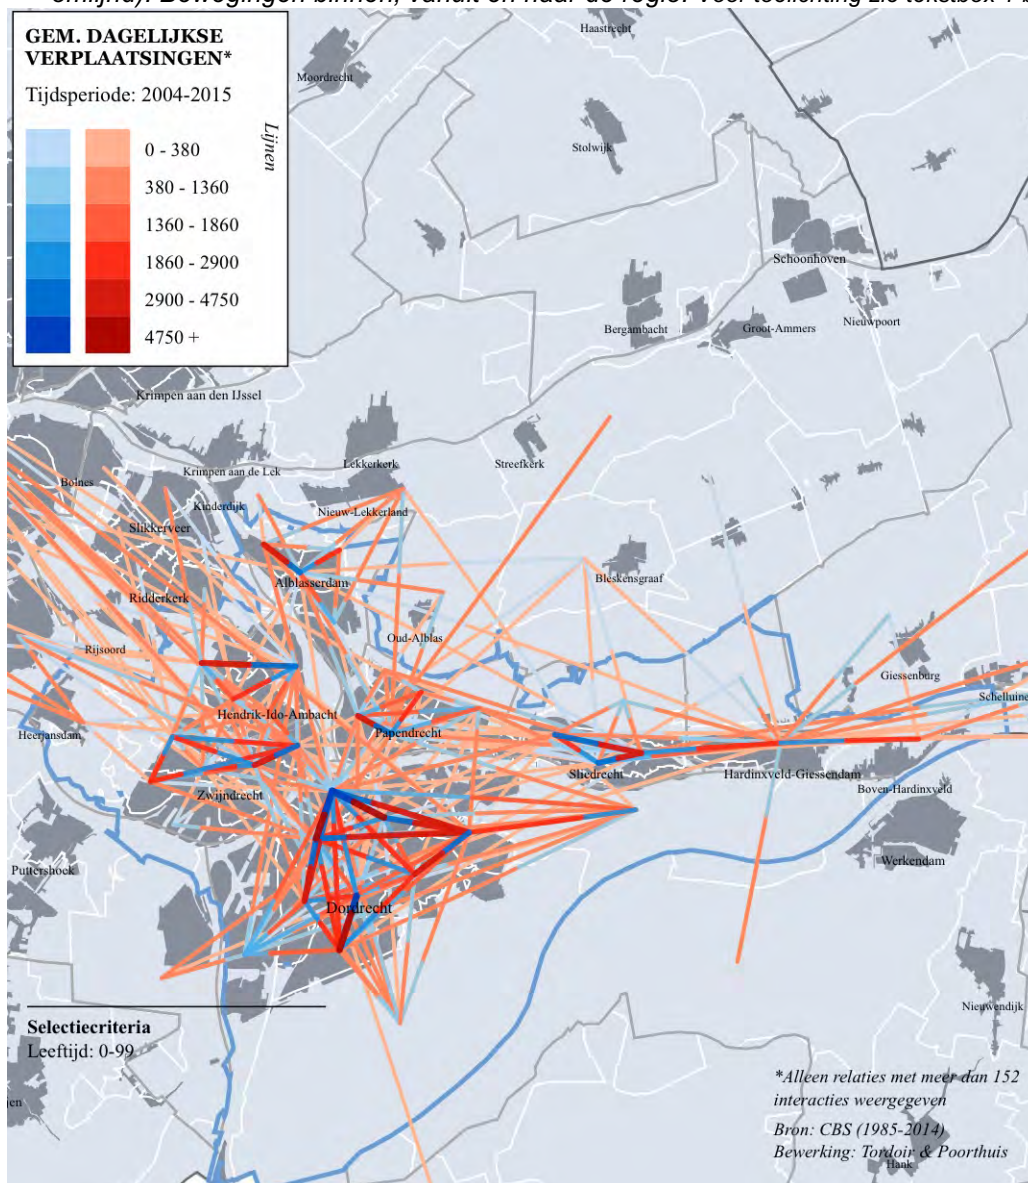 GEM. DAGELIJKSE
VERPLAATSINGEN*
Tijdsperiode: 2004-2015
Lijnen
0 - 380
380 - 1360
1360 - 1860
1860 - 2900
2900 - 4750
4750 +
Haastrecht
Moordrecht
Stolwijk
Schoonhoven
Bergambacht
Groot-Ammers
Nieuwpoort
Krimpen aan den IJssel
Krimpen aan de Lek
Lekkerkerk
Streefkerk
Bolnes
Kinderdijk
Nieuw-Lekkerland
Slikkerveer
Alblasserdam
Bleskensgraaf
Ridderkerk
Oud-Alblas
Rijsoord
Giessenburg
Schelluine
Hendrik-Ido-Ambacht
Papendrecht
Heerjansdam
Sliedrecht
Hardinxveld-Giessendam
Boven-Hardinxveld
Zwijndrecht
Werkendam
Puttershoek
Dordrecht
Nieuwendijk
Selectiecriteria
Leeftijd: 0-99
jen
*Alleen relaties met meer dan 152
interacties weergegeven
Bron: CBS (1985-2014)
Bewerking: Tordoir & Poorthuis
Hank